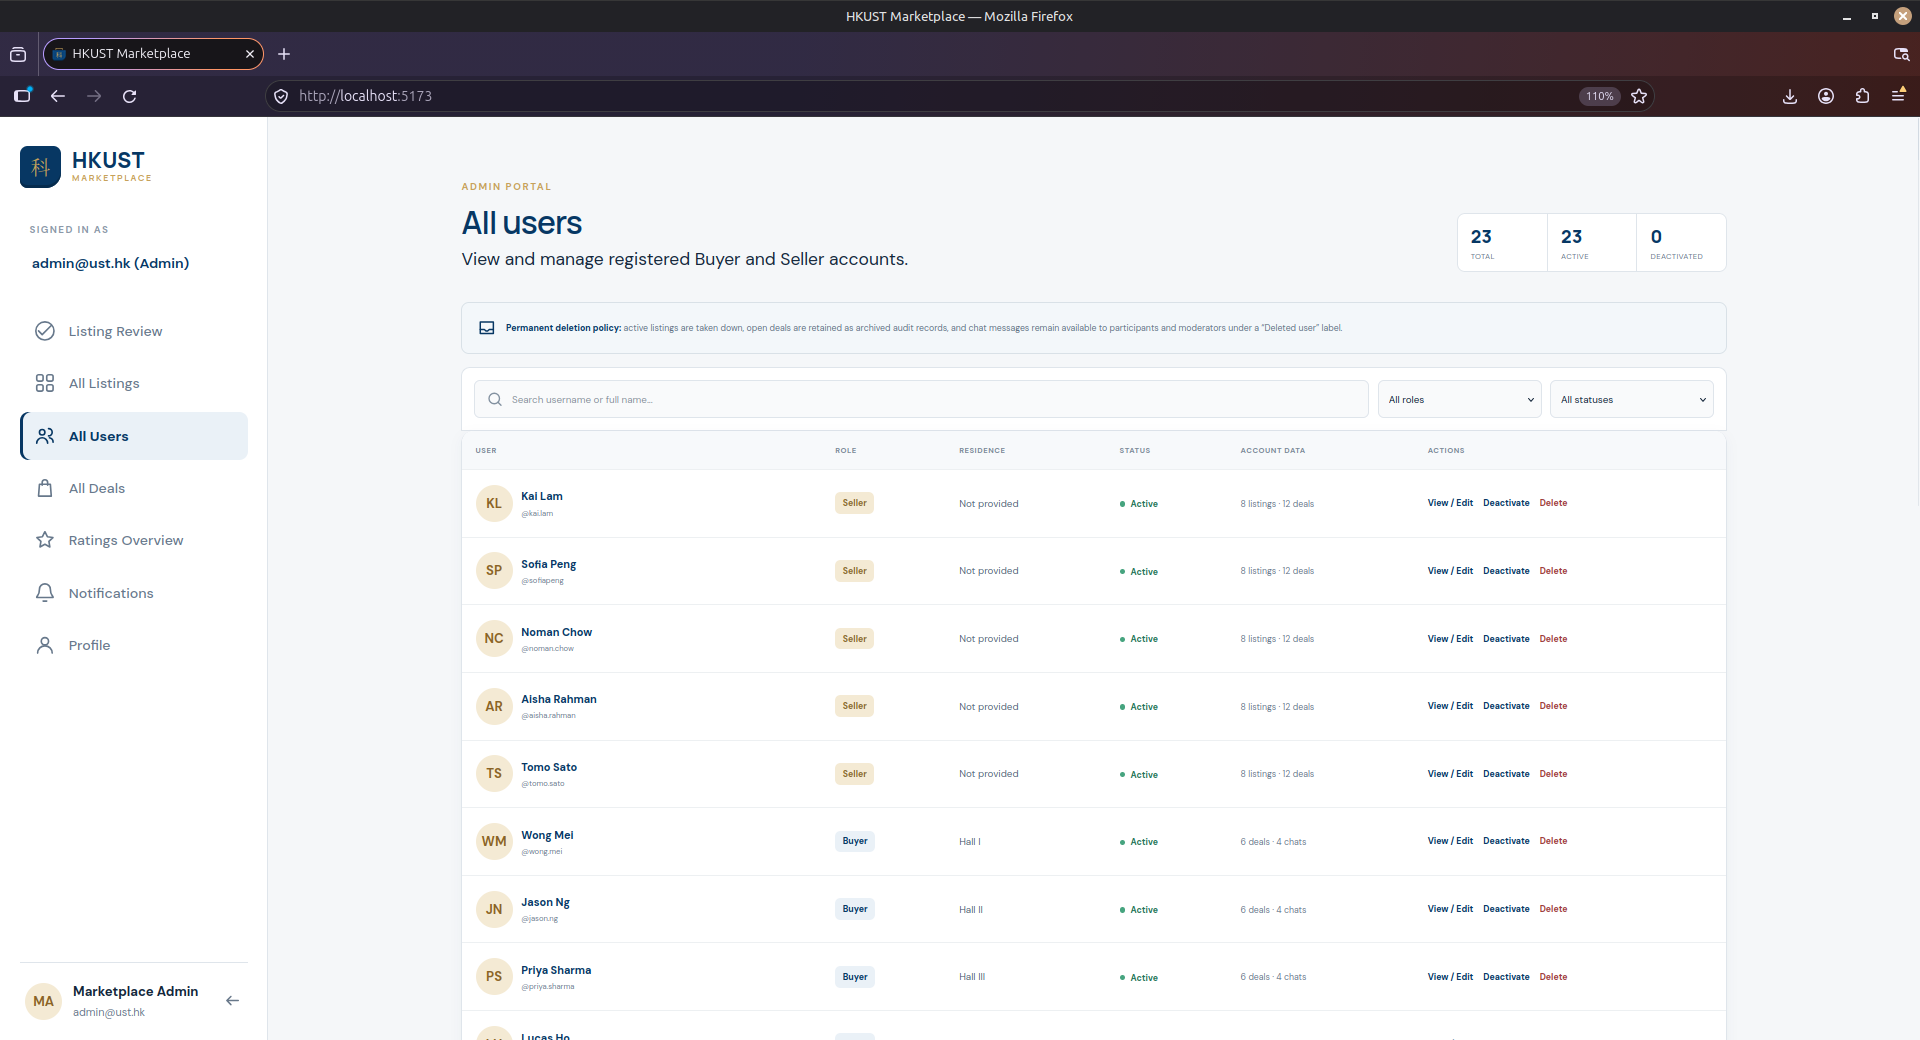 HKUST Marketplace — Mozilla Firefox
HKUST Marketplace
http://localhost:5173
110%
科
HKUST
MARKETPLACE
SIGNED IN AS
admin@ust.hk (Admin)
Listing Review
All Listings
All Users
All Deals
Ratings Overview
Notifications
Profile
MA
Marketplace Admin
admin@ust.hk
ADMIN PORTAL
All users
View and manage registered Buyer and Seller accounts.
23
TOTAL
23
ACTIVE
0
DEACTIVATED
Permanent deletion policy: active listings are taken down, open deals are retained as archived audit records, and chat messages remain available to participants and moderators under a “Deleted user” label.
Search username or full name...
All roles
All statuses
USER ROLE RESIDENCE STATUS ACCOUNT DATA ACTIONS
KL Kai Lam Seller Not provided Active 8 listings · 12 deals View / Edit Deactivate Delete
@kai.lam
SP Sofia Peng Seller Not provided Active 8 listings · 12 deals View / Edit Deactivate Delete
@sofiapeng
NC Noman Chow Seller Not provided Active 8 listings · 12 deals View / Edit Deactivate Delete
@noman.chow
AR Aisha Rahman Seller Not provided Active 8 listings · 12 deals View / Edit Deactivate Delete
@aisha.rahman
TS Tomo Sato Seller Not provided Active 8 listings · 12 deals View / Edit Deactivate Delete
@tomo.sato
WM Wong Mei Buyer Hall I Active 6 deals · 4 chats View / Edit Deactivate Delete
@wong.mei
JN Jason Ng Buyer Hall II Active 6 deals · 4 chats View / Edit Deactivate Delete
@jason.ng
PS Priya Sharma Buyer Hall III Active 6 deals · 4 chats View / Edit Deactivate Delete
@priya.sharma
Lucas Ho